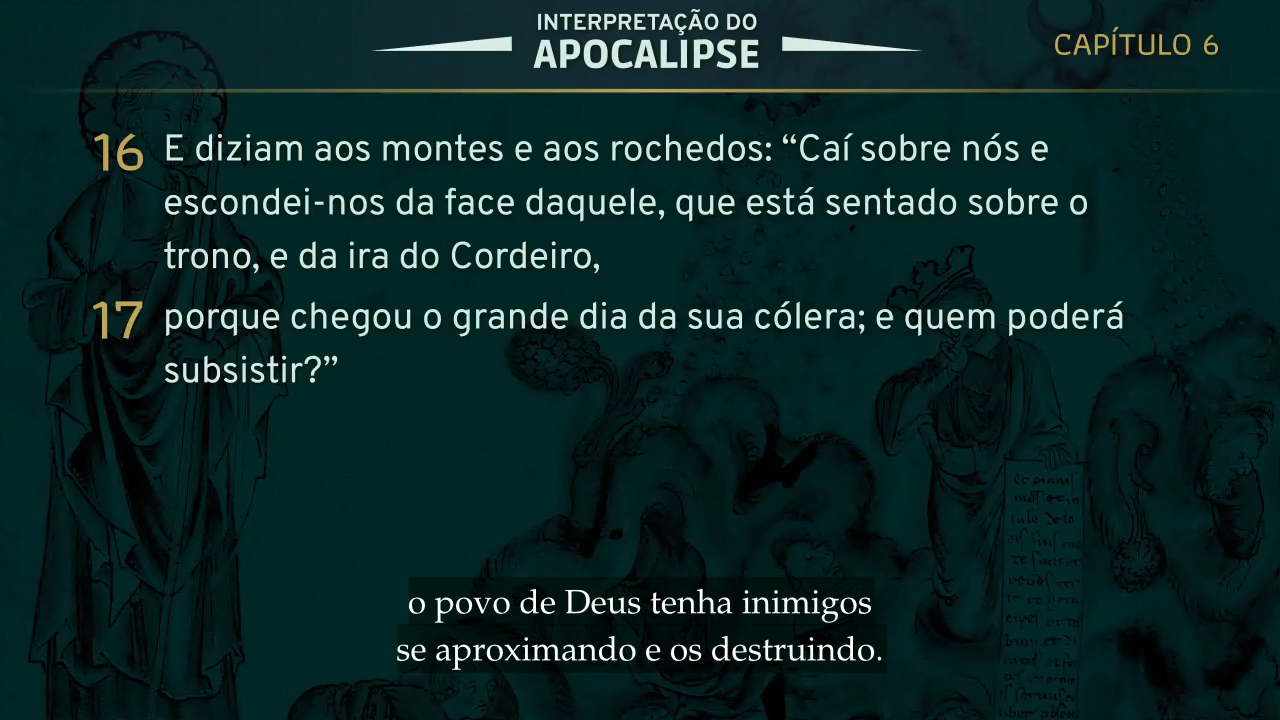 INTERPRETAÇÃO DO
APOCALIPSE
CAPÍTULO 6
16 E diziam aos montes e aos rochedos: “Caí sobre nós e
escondei-nos da face daquele, que está sentado sobre o
trono, e da ira do Cordeiro,
17 porque chegou o grande dia da sua cólera; e quem poderá
subsistir?”
o povo de Deus tenha inimigos
se aproximando e os destruindo.